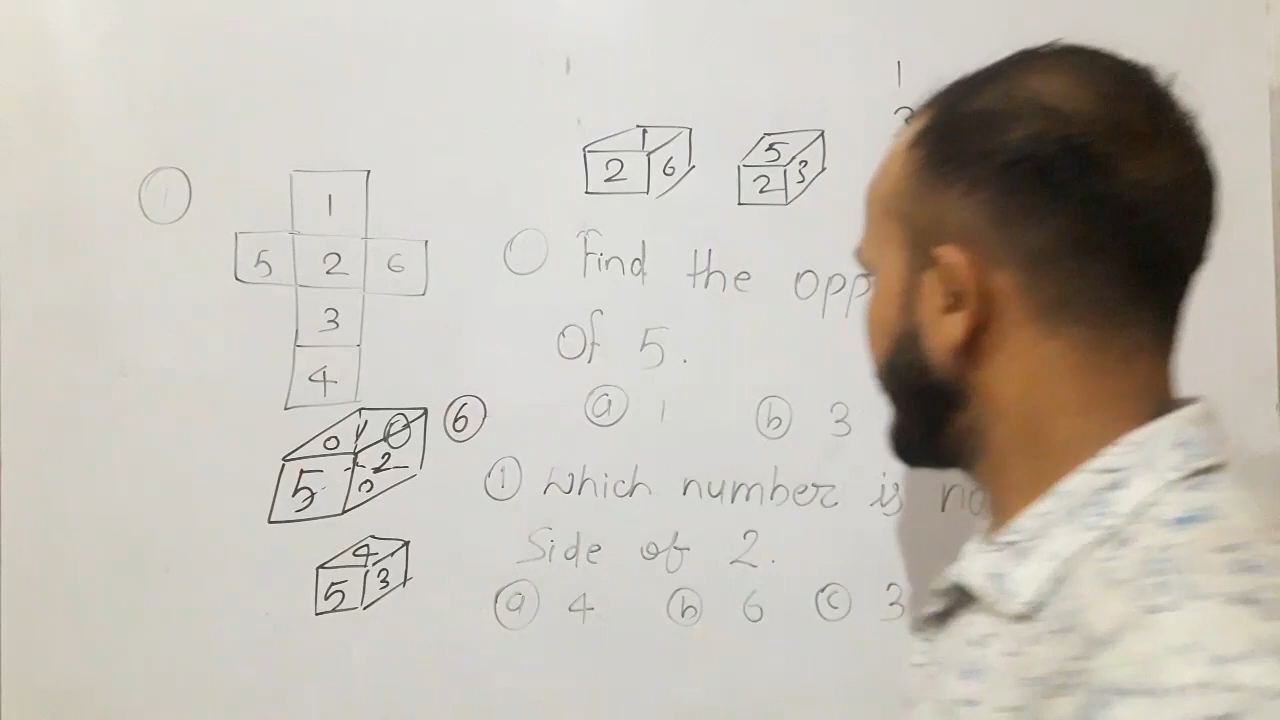 1
1
5 2 6
3
4
2 6
5
2 3
Find the opp
of 5.
a 1 b 3
5 2
6
1 which number is no
Side of 2.
a 4 b 6 c 3
4
5 3